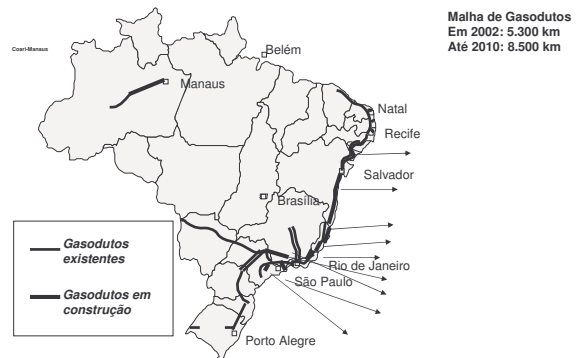 Malha de Gasodutos
Em 2002: 5.300 km
Até 2010: 8.500 km
Coari-Manaus
Belém
Manaus
Natal
Recife
Salvador
Brasília
Rio de Janeiro
São Paulo
Porto Alegre
Gasodutos
existentes
Gasodutos em
construção